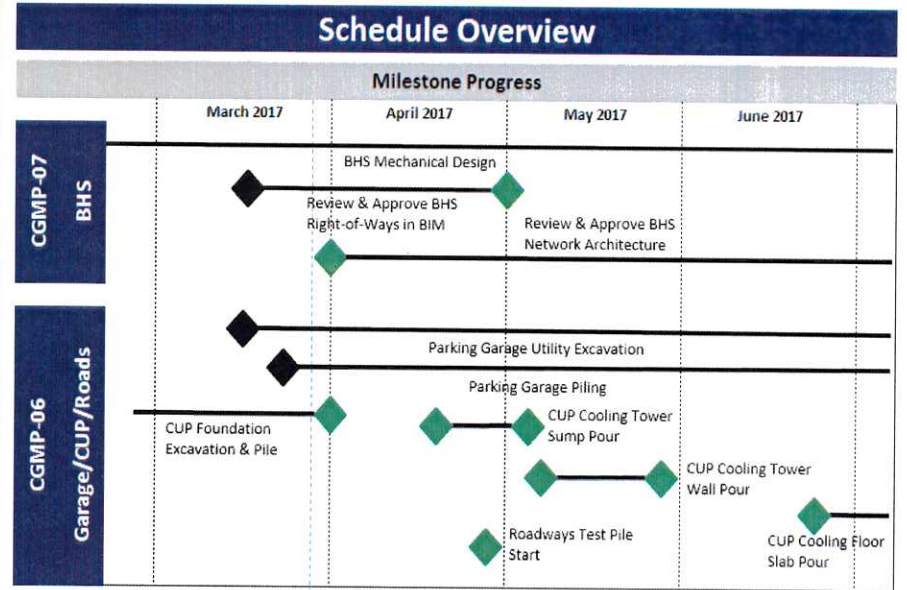 Schedule Overview
Milestone Progress
March 2017
April 2017
May 2017
June 2017
CGMP-07
BHS
BHS Mechanical Design
Review & Approve BHS
Right-of-Ways in BIM
Review & Approve BHS
Network Architecture
CGMP-06
Garage/CUP/Roads
Parking Garage Utility Excavation
Parking Garage Piling
CUP Foundation
Excavation & Pile
CUP Cooling Tower
Sump Pour
CUP Cooling Tower
Wall Pour
Roadways Test Pile
Start
CUP Cooling Floor
Slab Pour